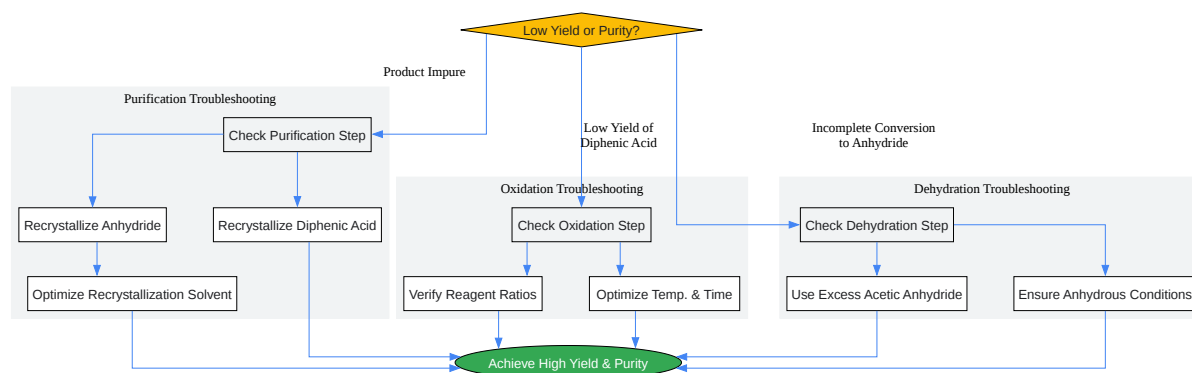 Low Yield or Purity?
Product Impure
Purification Troubleshooting
Check Purification Step
Low Yield of
Diphenic Acid
Incomplete Conversion
to Anhydride
Oxidation Troubleshooting
Dehydration Troubleshooting
Recrystallize Anhydride
Recrystallize Diphenic Acid
Check Oxidation Step
Check Dehydration Step
Optimize Recrystallization Solvent
Verify Reagent Ratios
Optimize Temp. & Time
Use Excess Acetic Anhydride
Ensure Anhydrous Conditions
Achieve High Yield & Purity